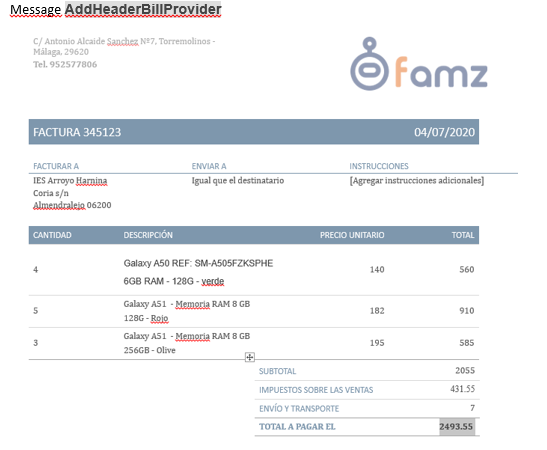 Message AddHeaderBillProvider
C/ Antonio Alcaide Sanchez Nº7, Torremolinos -
Málaga, 29620
Tel. 952577806
famz
FACTURA 345123 04/07/2020
FACTURAR A ENVIAR A INSTRUCCIONES
IES Arroyo Harnina Igual que el destinatario [Agregar instrucciones adicionales]
Coria s/n
Almendralejo 06200
CANTIDAD DESCRIPCIÓN PRECIO UNITARIO TOTAL
4 Galaxy A50 REF: SM-A505FZKSPHE 140 560
6GB RAM - 128G - verde
5 Galaxy A51 - Memoria RAM 8 GB 182 910
128G - Rojo
3 Galaxy A51 - Memoria RAM 8 GB 195 585
256GB - Olive
SUBTOTAL 2055
IMPUESTOS SOBRE LAS VENTAS 431.55
ENVÍO Y TRANSPORTE 7
TOTAL A PAGAR EL 2493.55